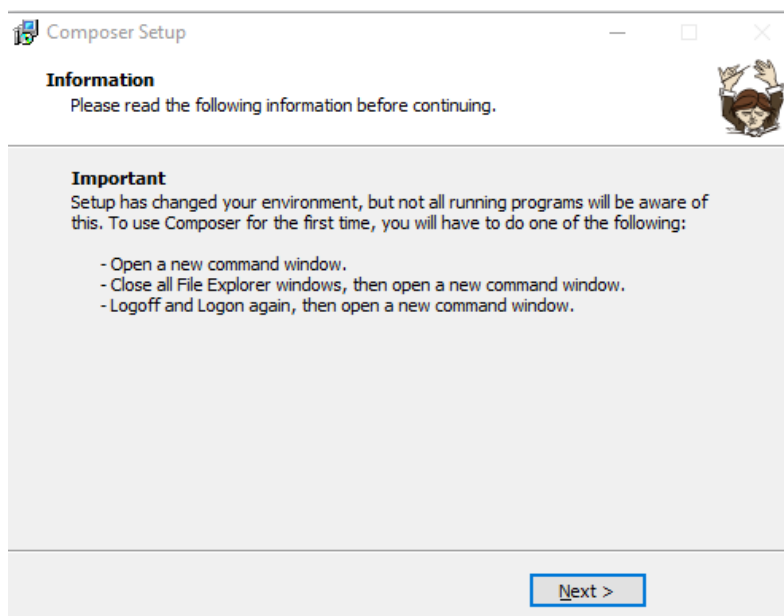 Composer Setup
Information
Please read the following information before continuing.
Important
Setup has changed your environment, but not all running programs will be aware of
this. To use Composer for the first time, you will have to do one of the following:
- Open a new command window.
- Close all File Explorer windows, then open a new command window.
- Logoff and Logon again, then open a new command window.
Next >